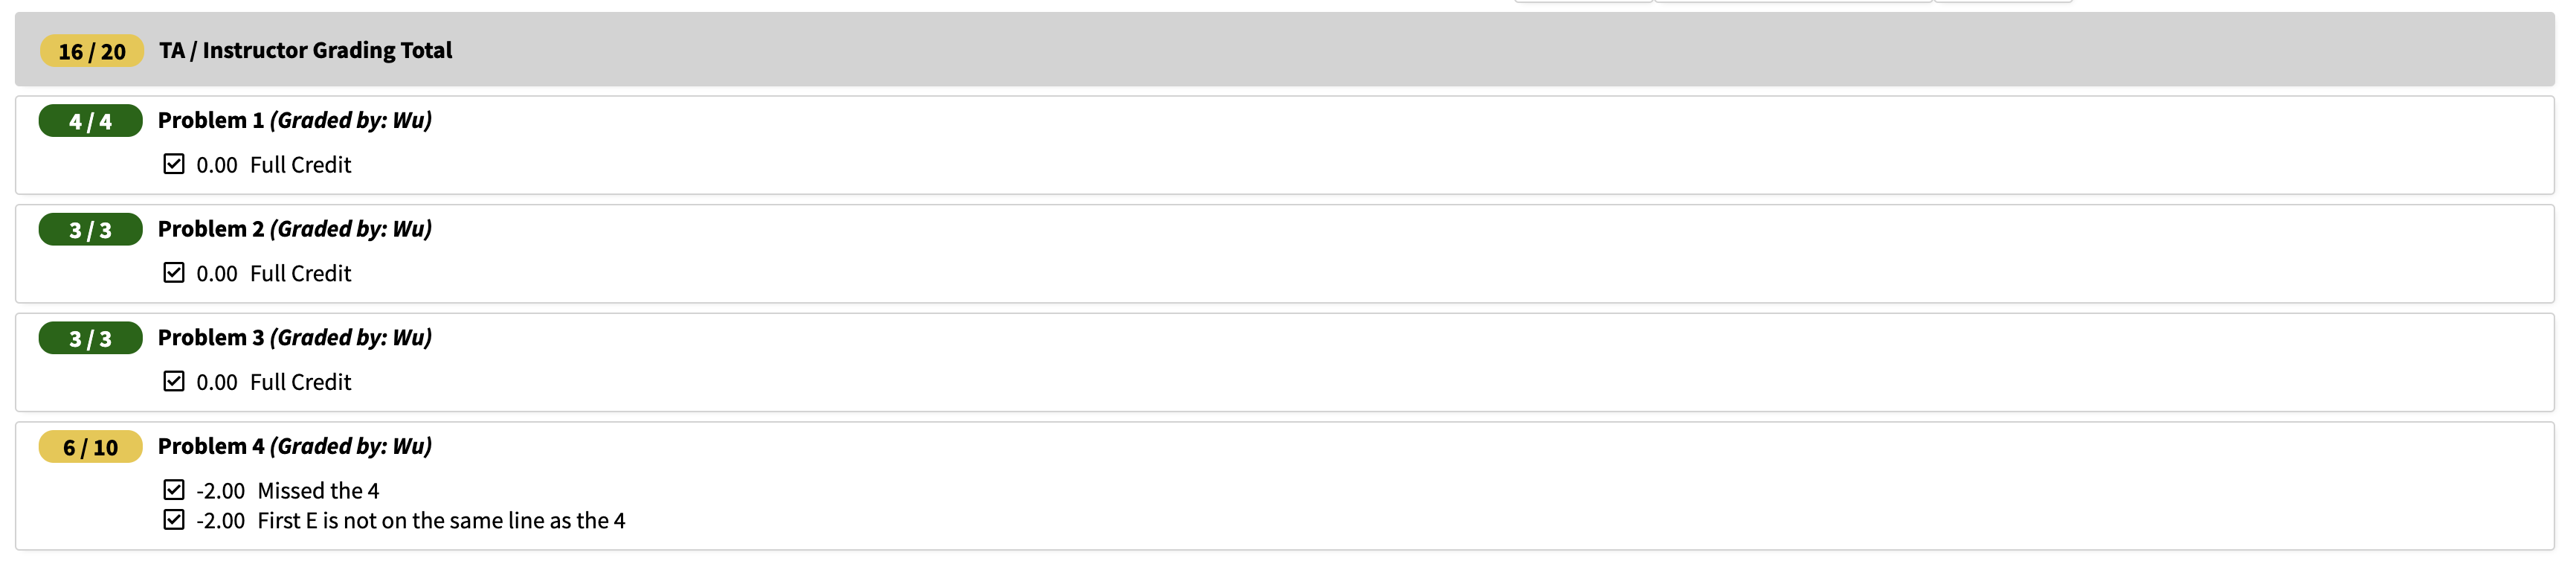 16 / 20 TA / Instructor Grading Total
4 / 4 Problem 1 (Graded by: Wu)
0.00 Full Credit
3 / 3 Problem 2 (Graded by: Wu)
0.00 Full Credit
3 / 3 Problem 3 (Graded by: Wu)
0.00 Full Credit
6 / 10 Problem 4 (Graded by: Wu)
-2.00 Missed the 4
-2.00 First E is not on the same line as the 4